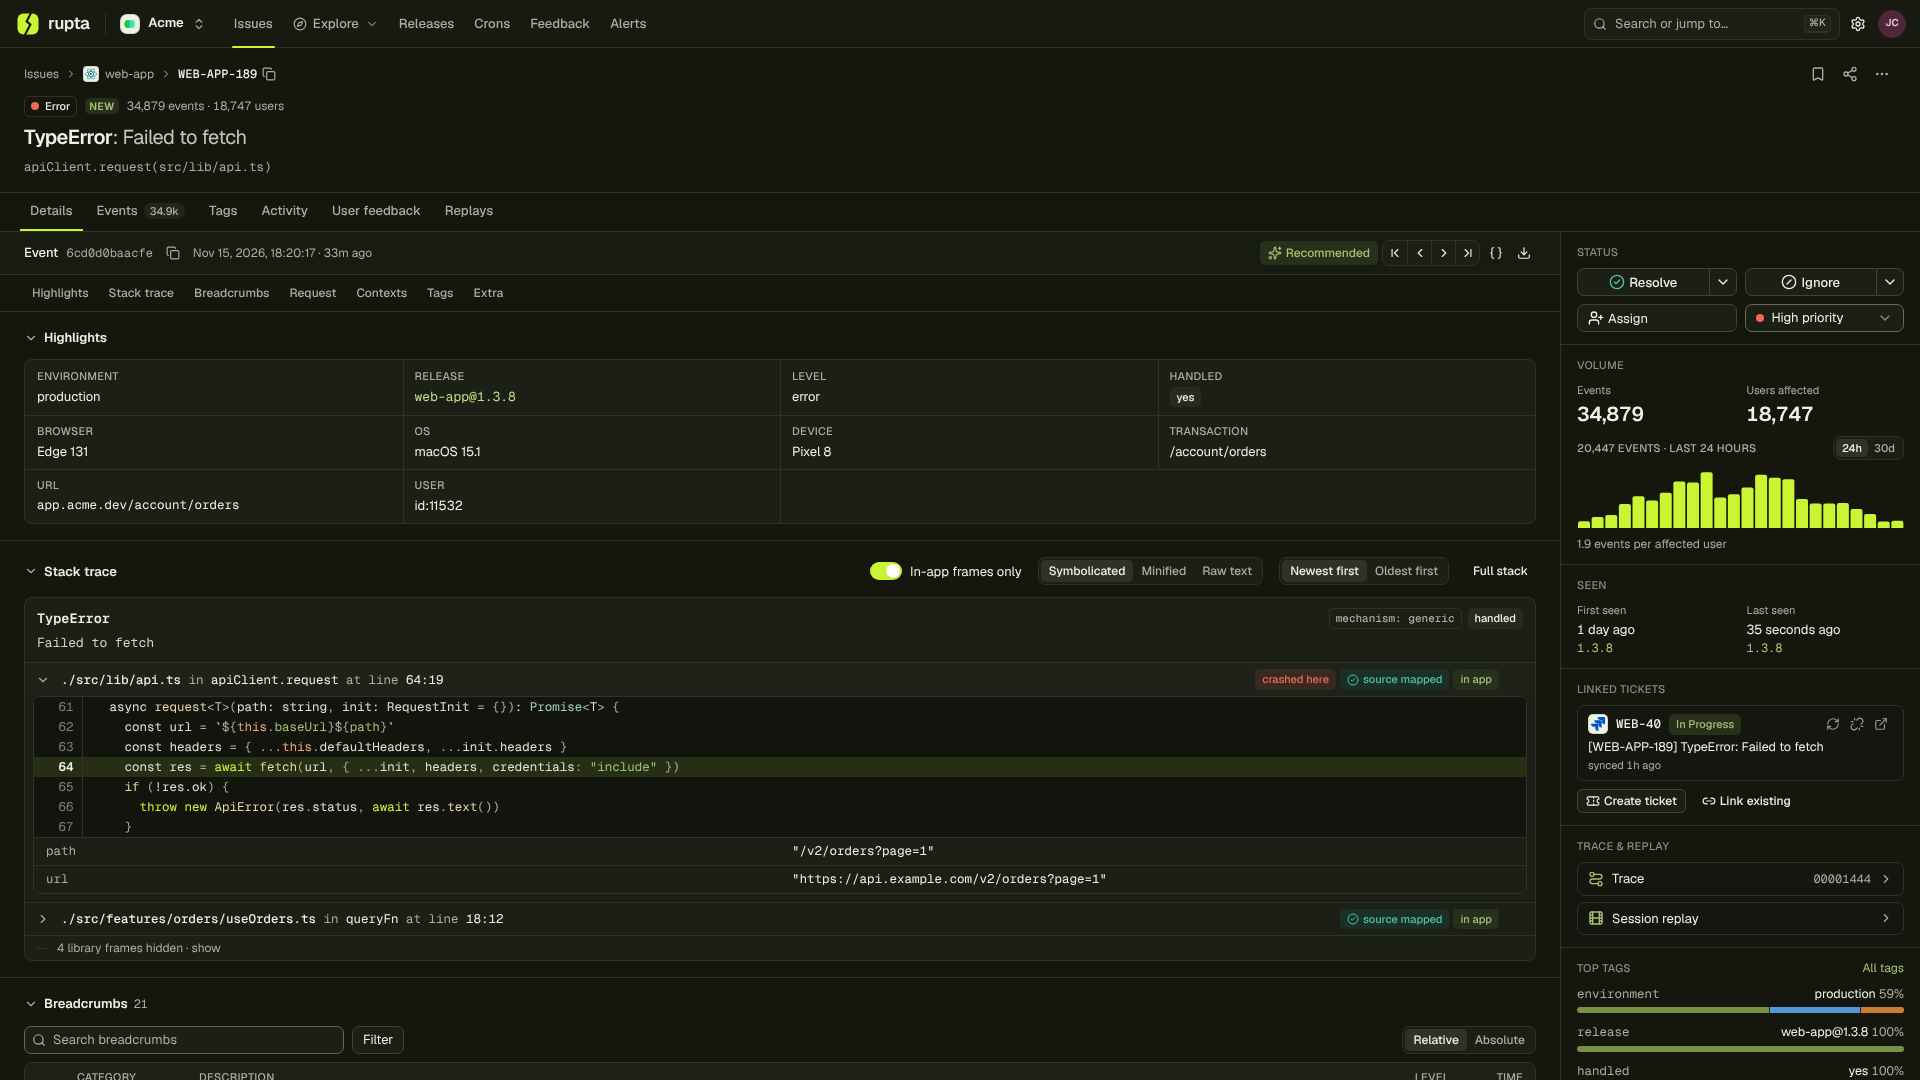 rupta
Acme
Issues
Explore
Releases
Crons
Feedback
Alerts
Search or jump to...
⌘K
JC
Issues
web-app
WEB-APP-189
Error
NEW
34,879 events · 18,747 users
TypeError: Failed to fetch
apiClient.request(src/lib/api.ts)
Details
Events 34.9k
Tags
Activity
User feedback
Replays
Event 6cd0d0baacfe
Nov 15, 2026, 18:20:17 · 33m ago
Recommended
Highlights
Stack trace
Breadcrumbs
Request
Contexts
Tags
Extra
Highlights
ENVIRONMENT
production
RELEASE
web-app@1.3.8
LEVEL
error
HANDLED
yes
BROWSER
Edge 131
OS
macOS 15.1
DEVICE
Pixel 8
TRANSACTION
/account/orders
URL
app.acme.dev/account/orders
USER
id:11532
Stack trace
In-app frames only
Symbolicated
Minified
Raw text
Newest first
Oldest first
Full stack
TypeError
mechanism: generic
handled
Failed to fetch
./src/lib/api.ts in apiClient.request at line 64:19
crashed here
source mapped
in app
61 async request<T>(path: string, init: RequestInit = {}): Promise<T> {
62 const url = `${this.baseUrl}${path}`
63 const headers = { ...this.defaultHeaders, ...init.headers }
64 const res = await fetch(url, { ...init, headers, credentials: "include" })
65 if (!res.ok) {
66 throw new ApiError(res.status, await res.text())
67 }
path "/v2/orders?page=1"
url "https://api.example.com/v2/orders?page=1"
./src/features/orders/useOrders.ts in queryFn at line 18:12
source mapped
in app
4 library frames hidden · show
Breadcrumbs 21
Search breadcrumbs
Filter
Relative
Absolute
CATEGORY
DESCRIPTION
LEVEL
TIME
STATUS
Resolve
Ignore
Assign
High priority
VOLUME
Events
34,879
Users affected
18,747
20,447 EVENTS · LAST 24 HOURS
24h
30d
1.9 events per affected user
SEEN
First seen
1 day ago
1.3.8
Last seen
35 seconds ago
1.3.8
LINKED TICKETS
WEB-40
In Progress
[WEB-APP-189] TypeError: Failed to fetch
synced 1h ago
Create ticket
Link existing
TRACE & REPLAY
Trace
00001444
Session replay
TOP TAGS
All tags
environment
production 59%
release
web-app@1.3.8 100%
handled
yes 100%